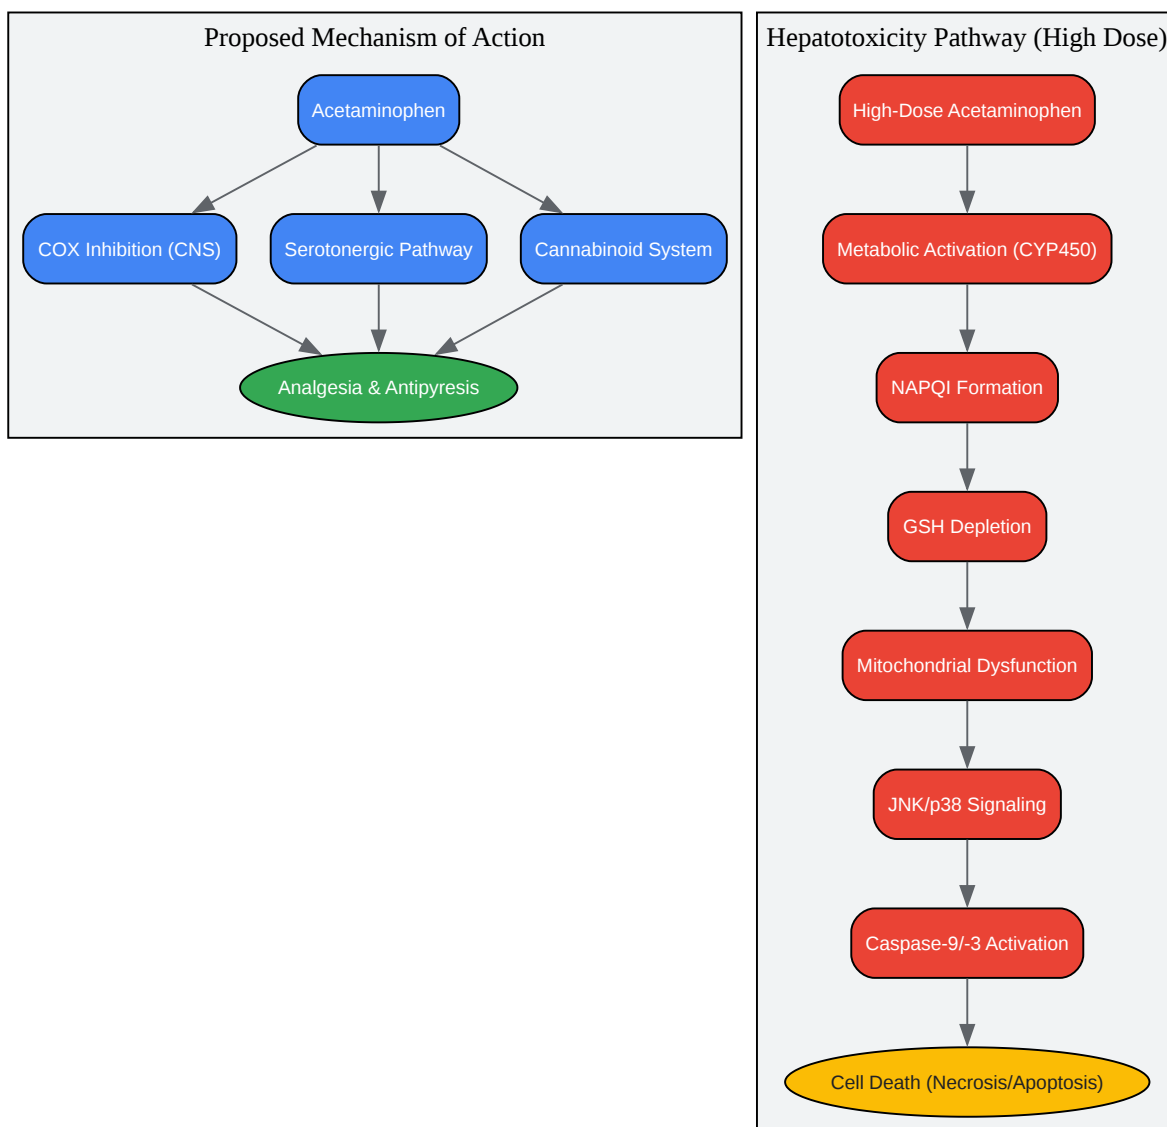 Proposed Mechanism of Action
Acetaminophen
COX Inhibition (CNS)
Serotonergic Pathway
Cannabinoid System
Analgesia & Antipyresis
Hepatotoxicity Pathway (High Dose)
High-Dose Acetaminophen
Metabolic Activation (CYP450)
NAPQI Formation
GSH Depletion
Mitochondrial Dysfunction
JNK/p38 Signaling
Caspase-9/-3 Activation
Cell Death (Necrosis/Apoptosis)